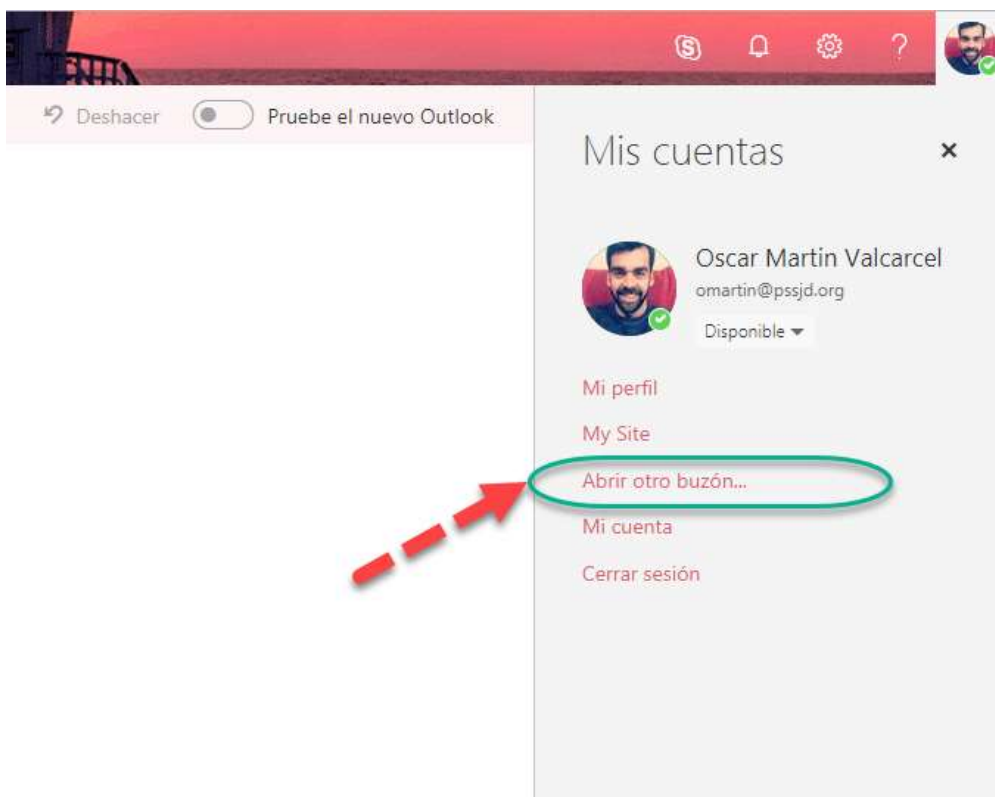 Deshacer
Pruebe el nuevo Outlook
Mis cuentas
Oscar Martin Valcarcel
omartin@pssjd.org
Disponible
Mi perfil
My Site
Abrir otro buzón...
Mi cuenta
Cerrar sesión